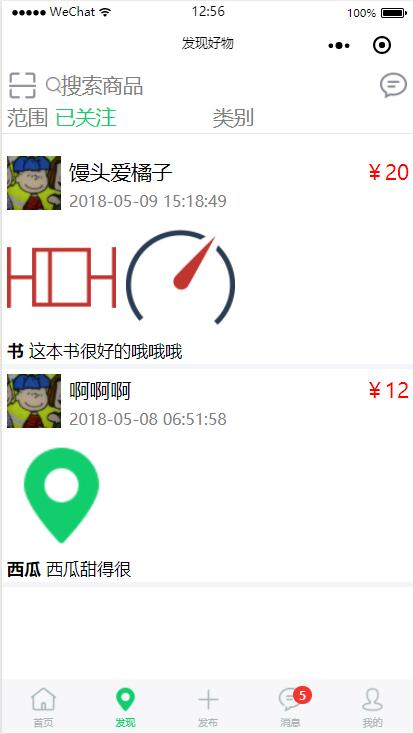 WeChat 12:56 100%
发现好物
搜索商品
范围 已关注 类别
馒头爱橘子 ￥20
2018-05-09 15:18:49
书 这本书很好的哦哦哦
啊啊啊 ￥12
2018-05-08 06:51:58
西瓜 西瓜甜得很
5
首页 发现 发布 消息 我的